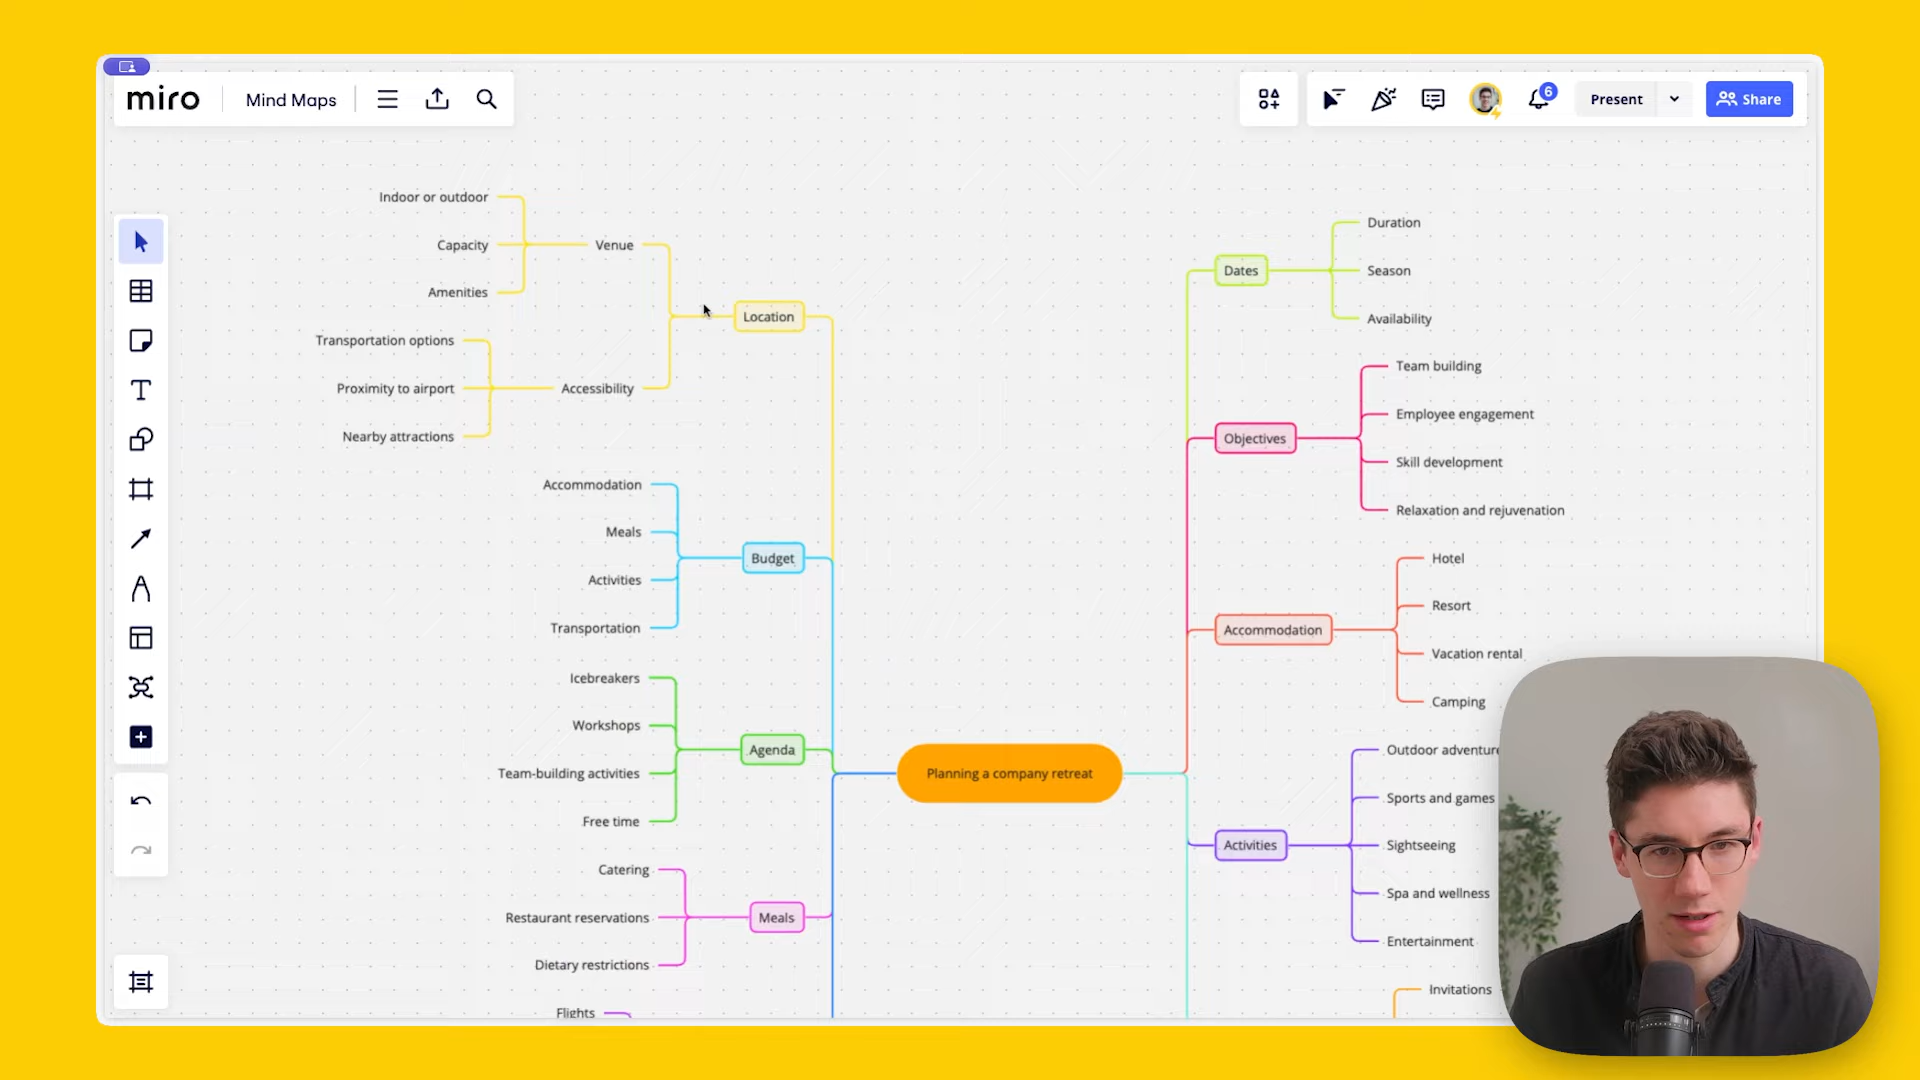 miro
Mind Maps
6
Present
Share
Indoor or outdoor
Capacity
Amenities
Venue
Transportation options
Proximity to airport
Nearby attractions
Accessibility
Location
Accommodation
Meals
Activities
Transportation
Budget
Icebreakers
Workshops
Team-building activities
Free time
Agenda
Catering
Restaurant reservations
Dietary restrictions
Meals
Flights
Planning a company retreat
Dates
Duration
Season
Availability
Objectives
Team building
Employee engagement
Skill development
Relaxation and rejuvenation
Accommodation
Hotel
Resort
Vacation rental
Camping
Activities
Outdoor adventure
Sports and games
Sightseeing
Spa and wellness
Entertainment
Invitations